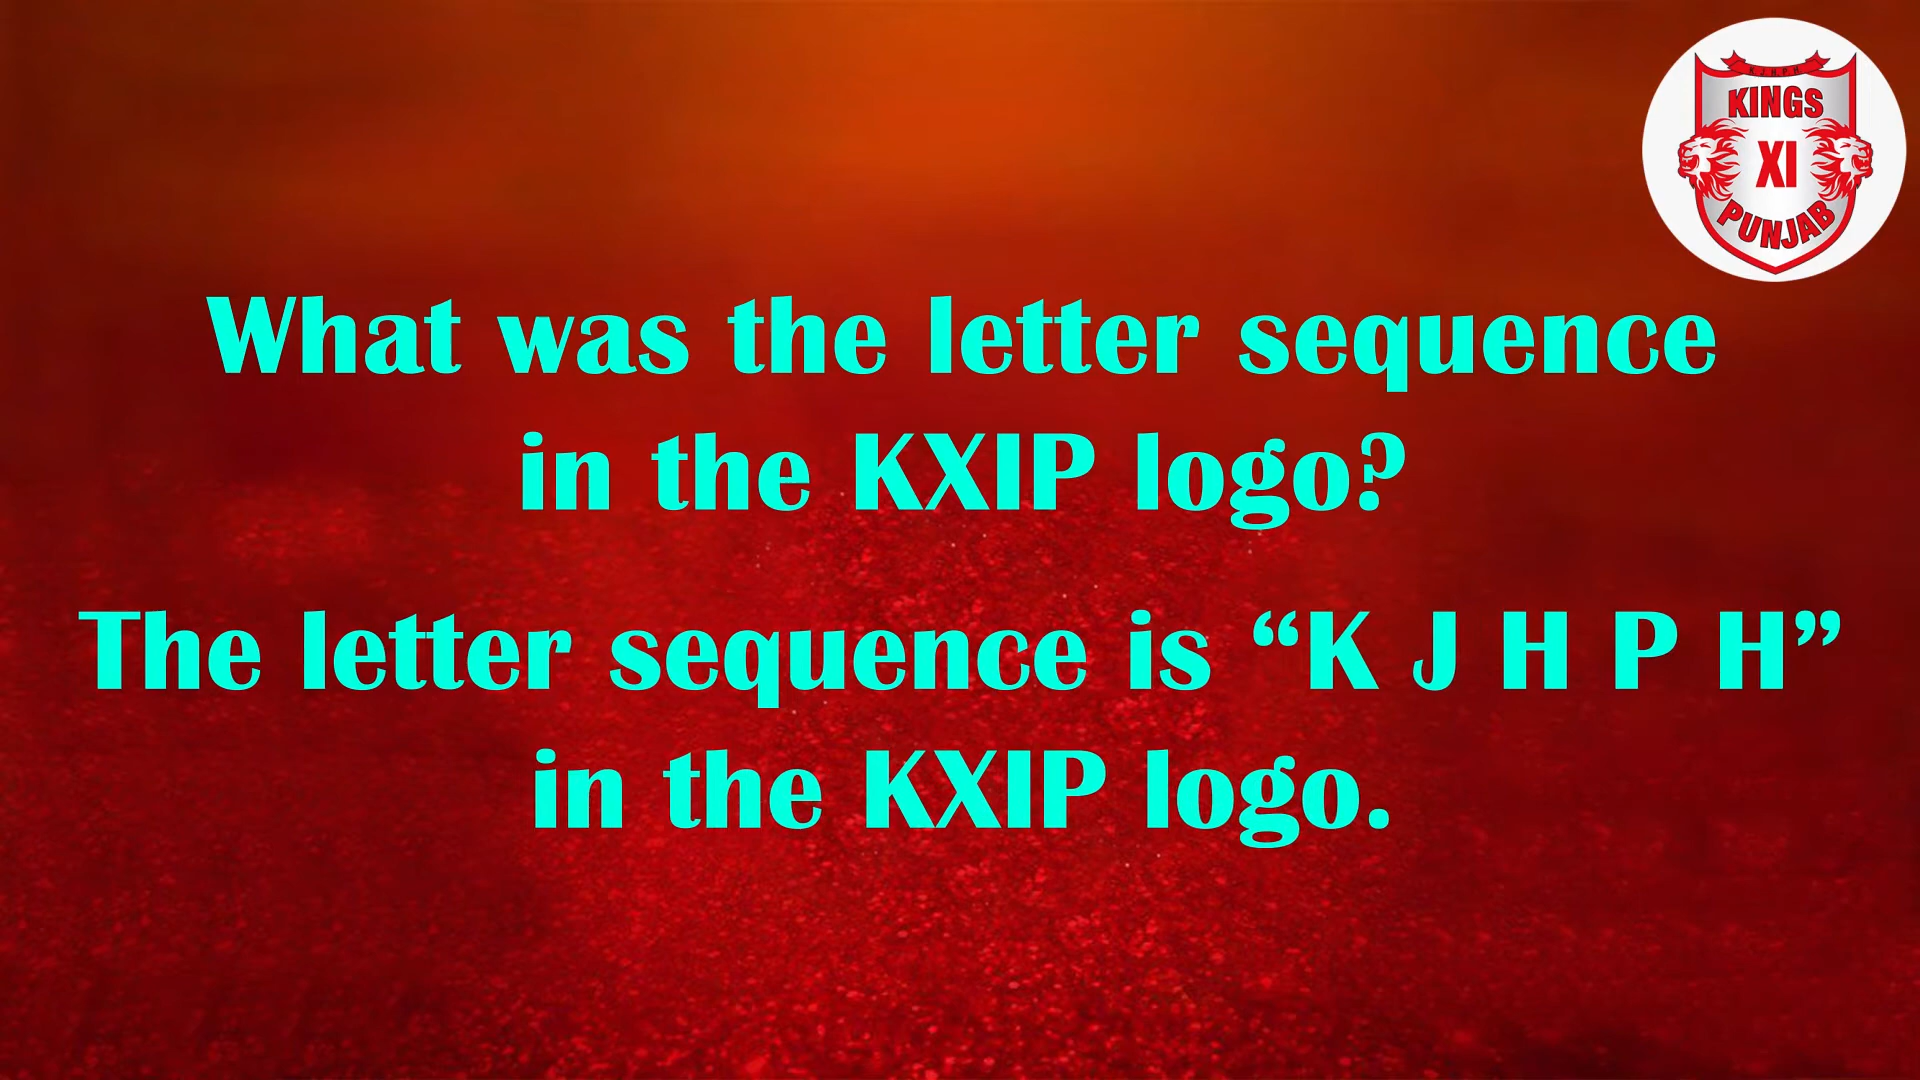 K J H P H
KINGS
XI
PUNJAB
What was the letter sequence
in the KXIP logo?
The letter sequence is “K J H P H”
in the KXIP logo.